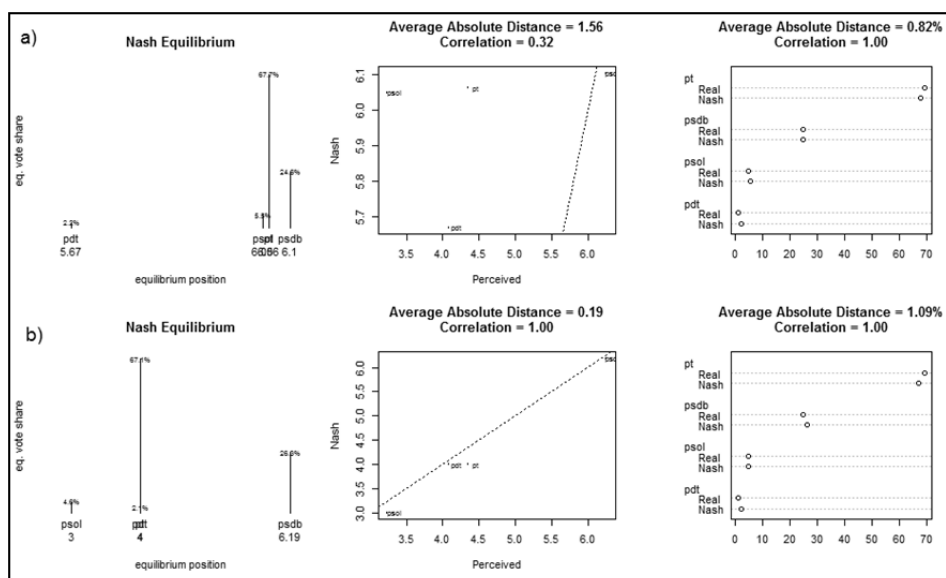 a)
Nash Equilibrium
eq. vote share
67.7%
24.6%
5.5%
2.2%
pdt
psdb
5.67
6.1
equilibrium position
Average Absolute Distance = 1.56
Correlation = 0.32
Nash
6.1
6.0
5.9
5.8
5.7
psol
pt
pdt
3.5 4.0 4.5 5.0 5.5 6.0
Perceived
Average Absolute Distance = 0.82%
Correlation = 1.00
pt
Real
Nash
psdb
Real
Nash
psol
Real
Nash
pdt
Real
Nash
0 10 20 30 40 50 60 70
b)
Nash Equilibrium
eq. vote share
67.1%
4.6%
2.1%
psol
psdb
3 4 6.19
equilibrium position
Average Absolute Distance = 0.19
Correlation = 1.00
Nash
6.0
5.5
5.0
4.5
4.0
3.5
3.0
pdt
pt
psol
3.5 4.0 4.5 5.0 5.5 6.0
Perceived
Average Absolute Distance = 1.09%
Correlation = 1.00
pt
Real
Nash
psdb
Real
Nash
psol
Real
Nash
pdt
Real
Nash
0 10 20 30 40 50 60 70